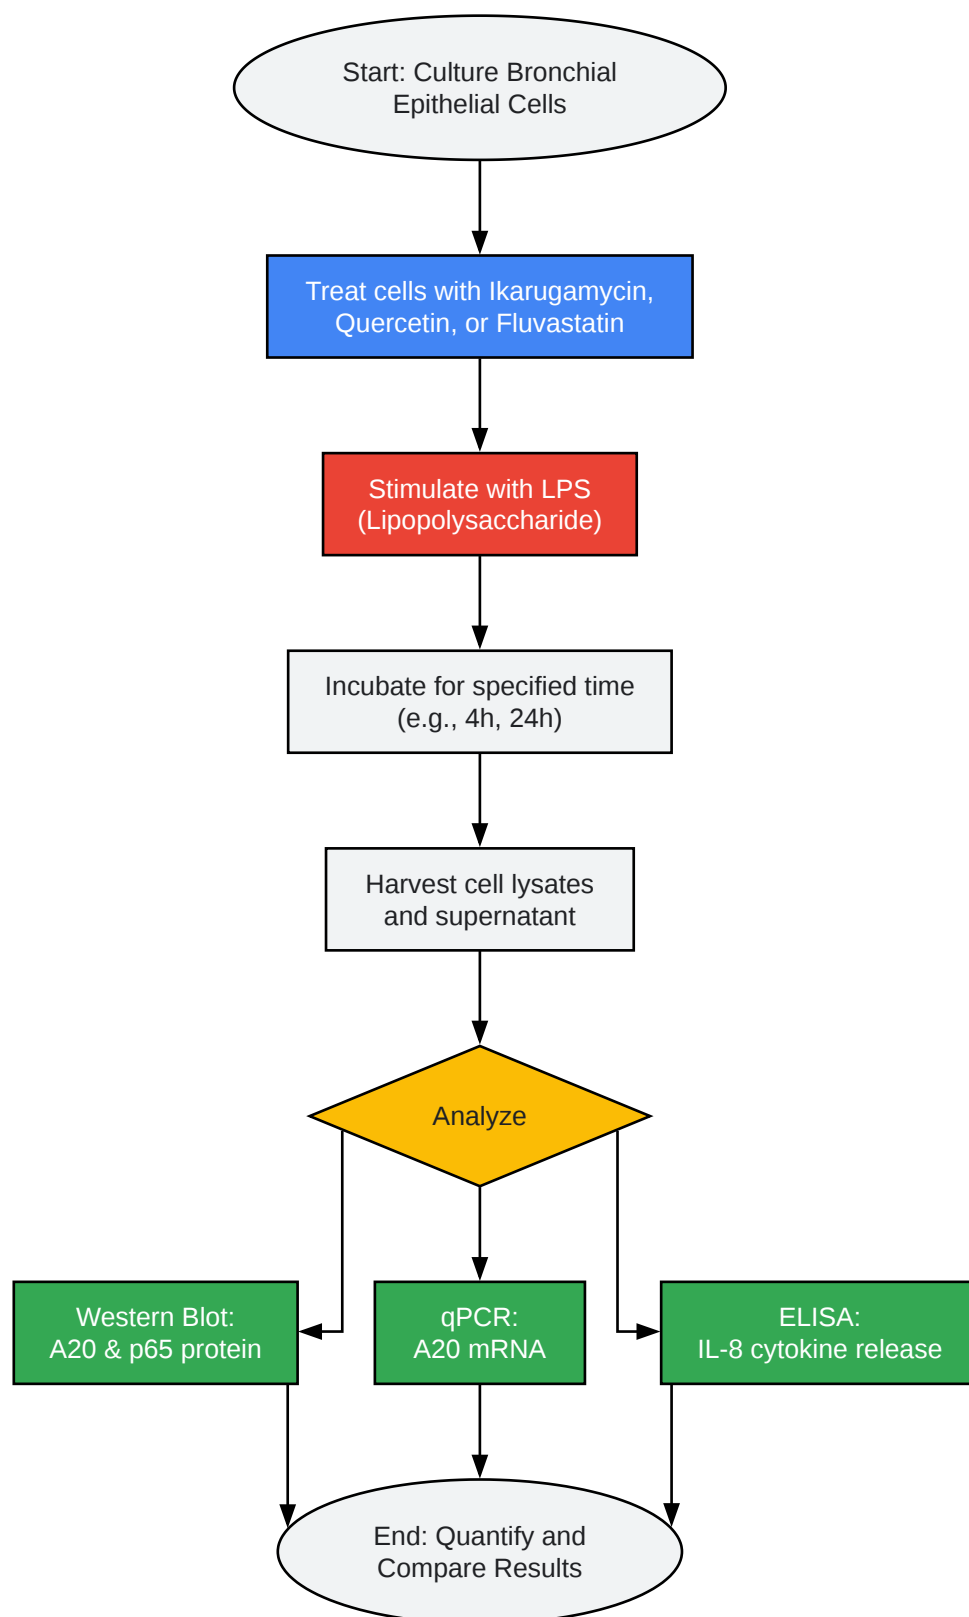 Start: Culture Bronchial
Epithelial Cells
Treat cells with Ikarugamycin,
Quercetin, or Fluvastatin
Stimulate with LPS
(Lipopolysaccharide)
Incubate for specified time
(e.g., 4h, 24h)
Harvest cell lysates
and supernatant
Analyze
Western Blot:
A20 & p65 protein
qPCR:
A20 mRNA
ELISA:
IL-8 cytokine release
End: Quantify and
Compare Results